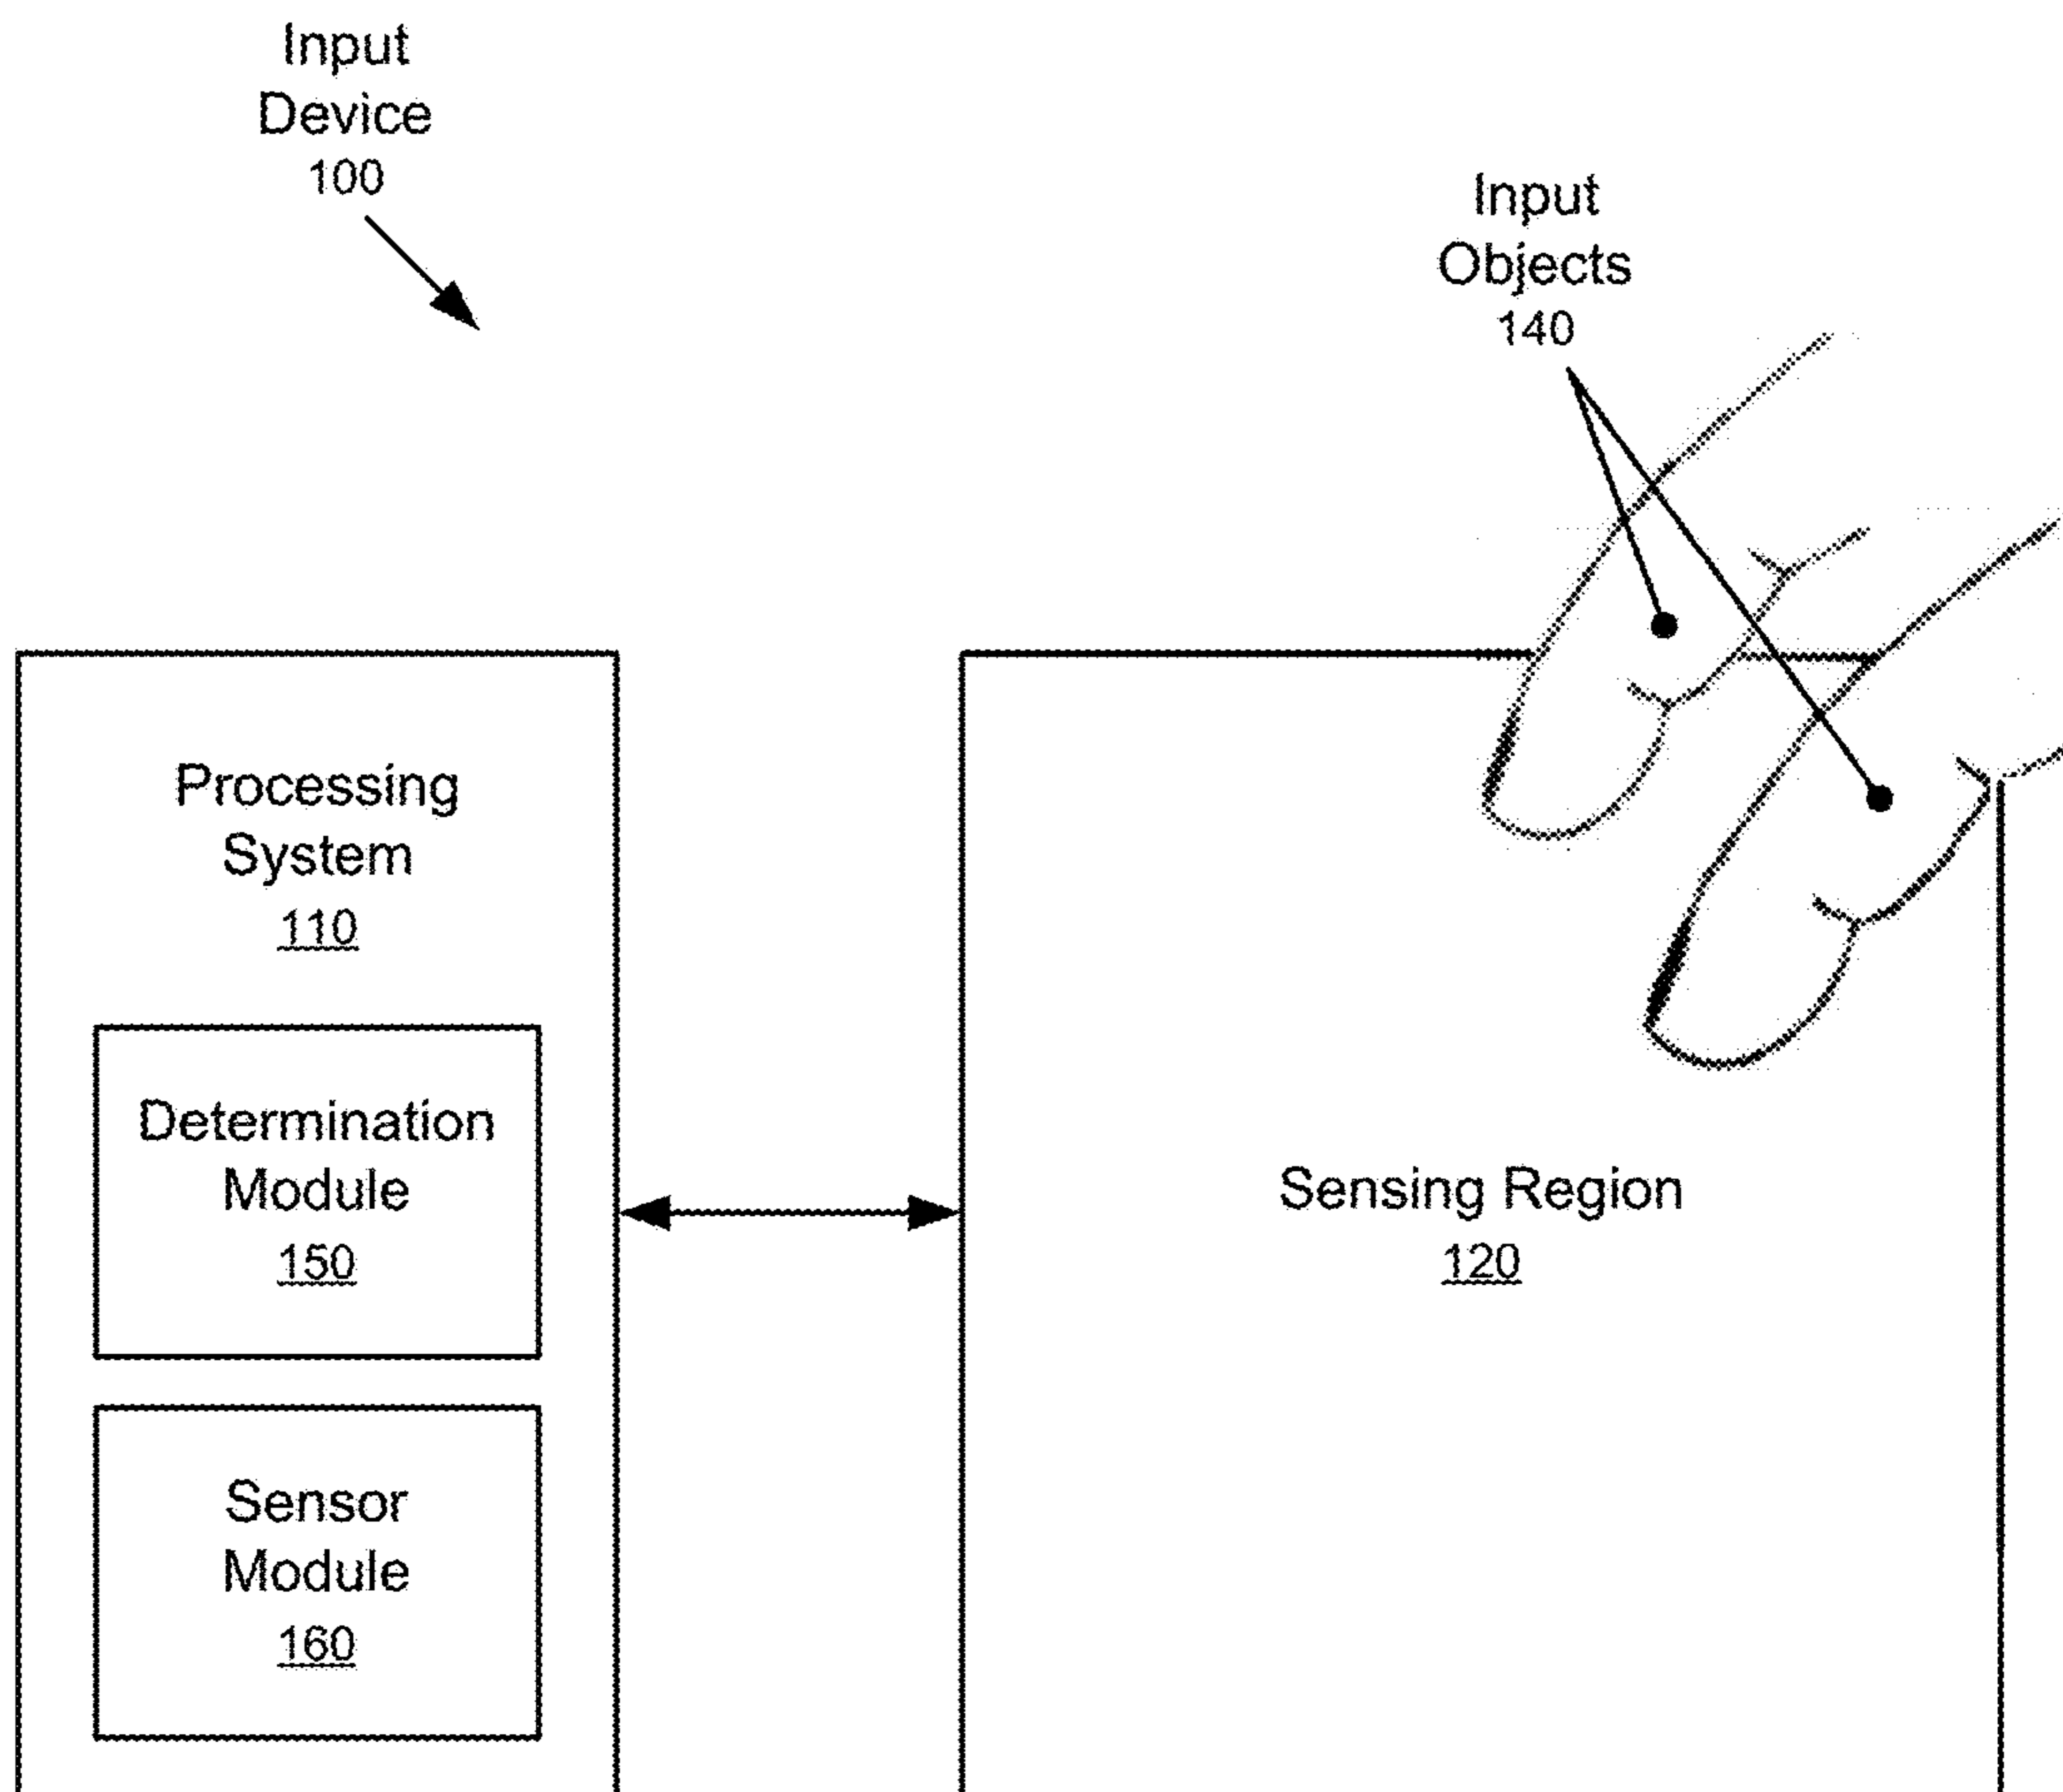 Input
Device
100
Input
Objects
140
Processing
System
110
Determination
Module
150
Sensing Region
120
Sensor
Module
160